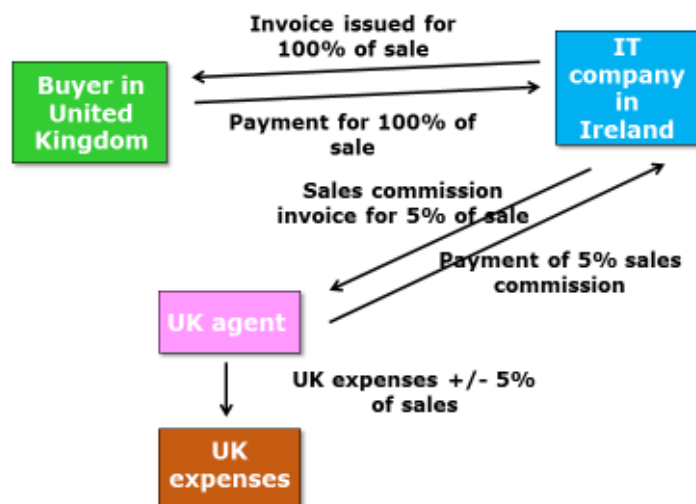 Invoice issued for
100% of sale
IT
company
in
Ireland
Buyer in
United
Kingdom
Payment for 100% of
sale
Sales commission
invoice for 5% of sale
Payment of 5% sales
commission
UK agent
UK expenses +/- 5%
of sales
UK
expenses